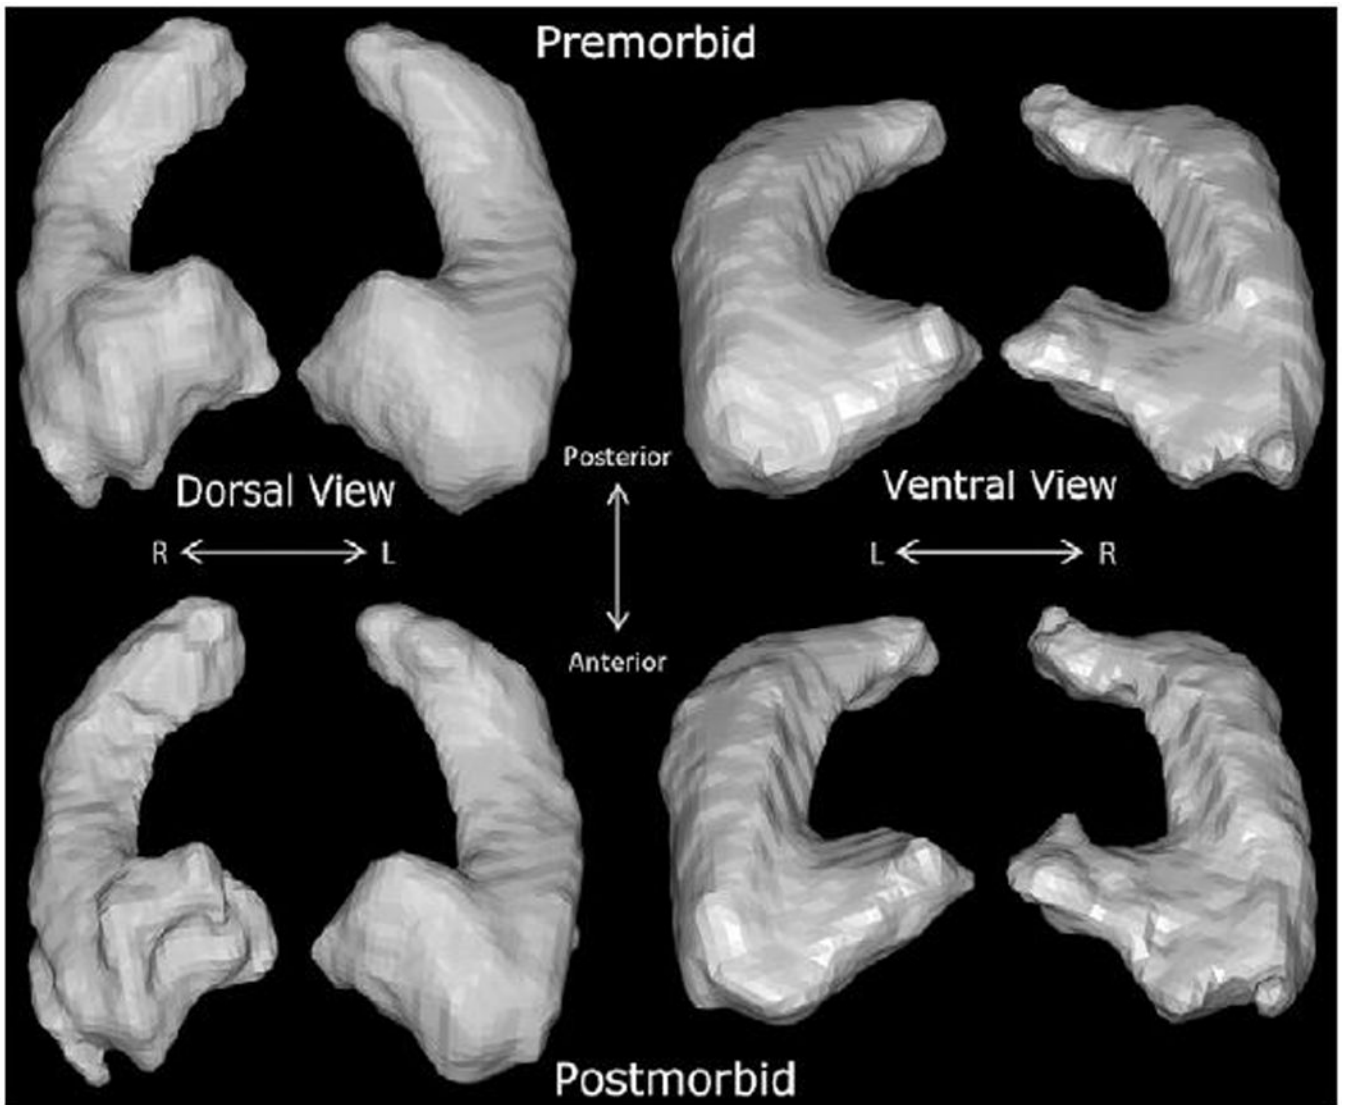 Premorbid
Posterior
Dorsal View
Ventral View
R
L
L
R
Anterior
Postmorbid